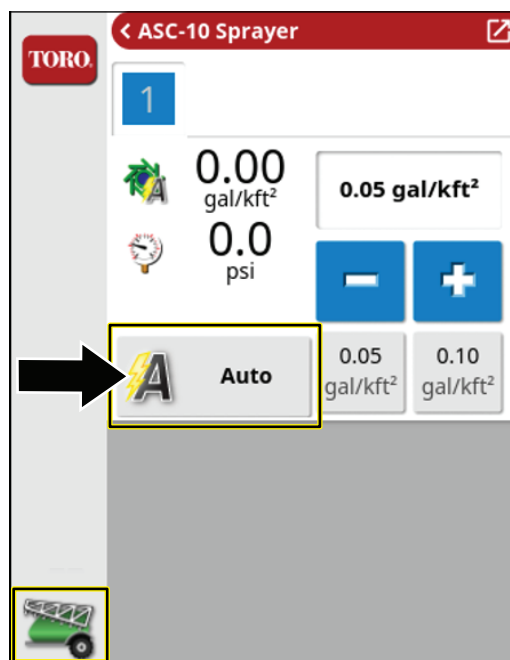 TORO.
< ASC-10 Sprayer
1
0.00
gal/kft²
0.05 gal/kft²
0.0
psi
A Auto
0.05
gal/kft²
0.10
gal/kft²